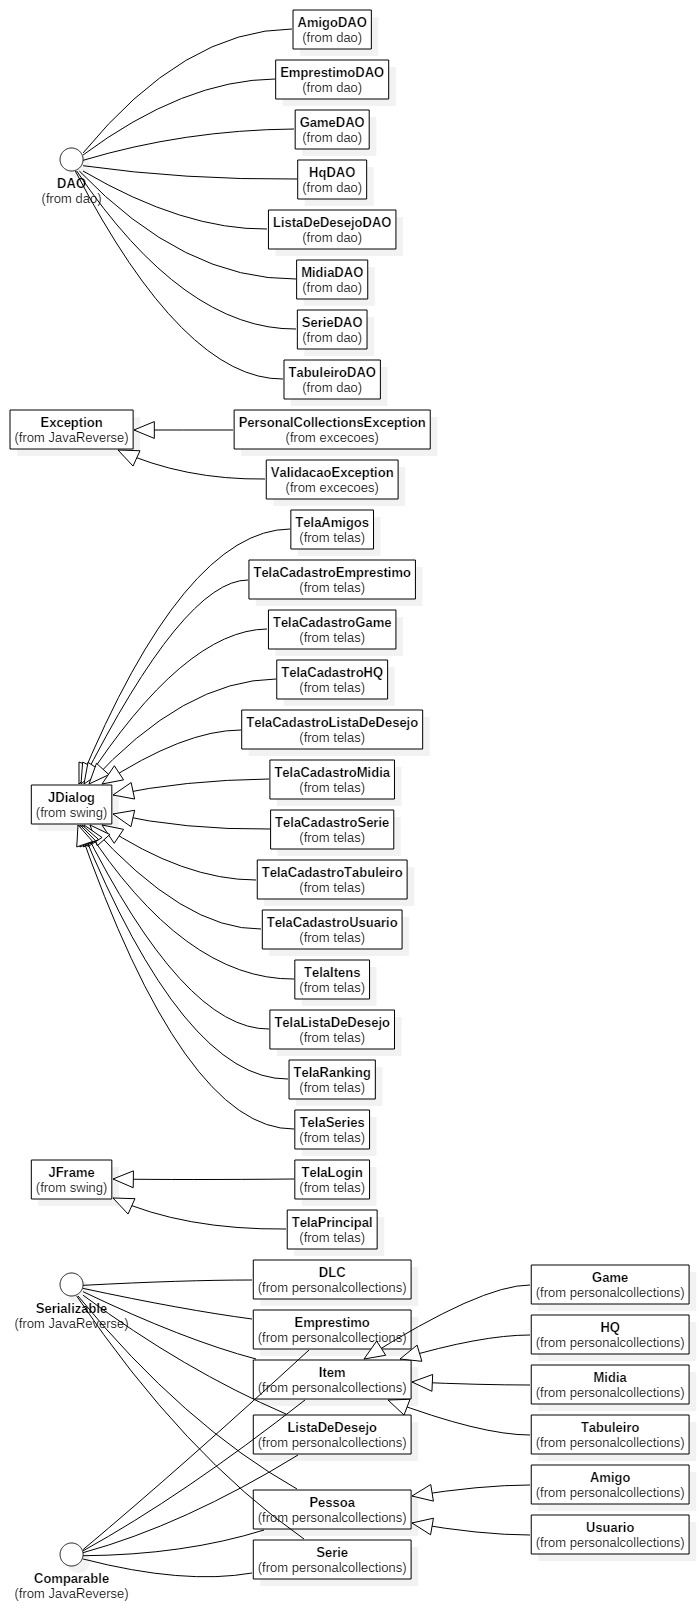 AmigoDAO
(from dao)
EmprestimoDAO
(from dao)
GameDAO
(from dao)
HqDAO
(from dao)
DAO
(from dao)
ListaDeDesejoDAO
(from dao)
MidiaDAO
(from dao)
SerieDAO
(from dao)
TabuleiroDAO
(from dao)
Exception
(from JavaReverse)
PersonalCollectionsException
(from excecoes)
ValidacaoException
(from excecoes)
TelaAmigos
(from telas)
TelaCadastroEmprestimo
(from telas)
TelaCadastroGame
(from telas)
TelaCadastroHQ
(from telas)
TelaCadastroListaDeDesejo
(from telas)
TelaCadastroMidia
(from telas)
JDialog
(from swing)
TelaCadastroSerie
(from telas)
TelaCadastroTabuleiro
(from telas)
TelaCadastroUsuario
(from telas)
TelaItens
(from telas)
TelaListaDeDesejo
(from telas)
TelaRanking
(from telas)
TelaSeries
(from telas)
JFrame
(from swing)
TelaLogin
(from telas)
TelaPrincipal
(from telas)
DLC
(from personalcollections)
Game
(from personalcollections)
Serializable
(from JavaReverse)
Emprestimo
(from personalcollections)
HQ
(from personalcollections)
Item
(from personalcollections)
Midia
(from personalcollections)
ListaDeDesejo
(from personalcollections)
Tabuleiro
(from personalcollections)
Amigo
(from personalcollections)
Pessoa
(from personalcollections)
Usuario
(from personalcollections)
Serie
(from personalcollections)
Comparable
(from JavaReverse)